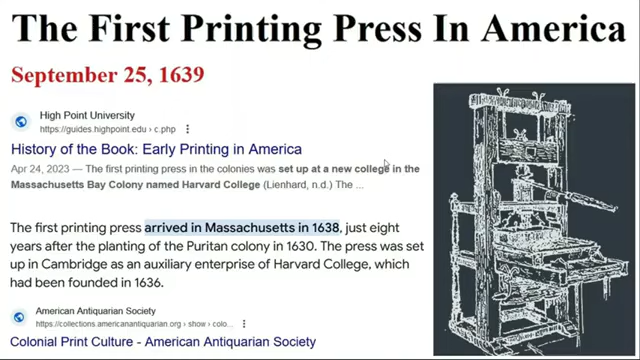 The First Printing Press In America
September 25, 1639
High Point University
https://guides.highpoint.edu › c.php
History of the Book: Early Printing in America
Apr 24, 2023 — The first printing press in the colonies was set up at a new college in the
Massachusetts Bay Colony named Harvard College (Lienhard, n.d.) The ...
The first printing press arrived in Massachusetts in 1638, just eight
years after the planting of the Puritan colony in 1630. The press was set
up in Cambridge as an auxiliary enterprise of Harvard College, which
had been founded in 1636.
American Antiquarian Society
https://collections.americanantiquarian.org › show › colo...
Colonial Print Culture - American Antiquarian Society